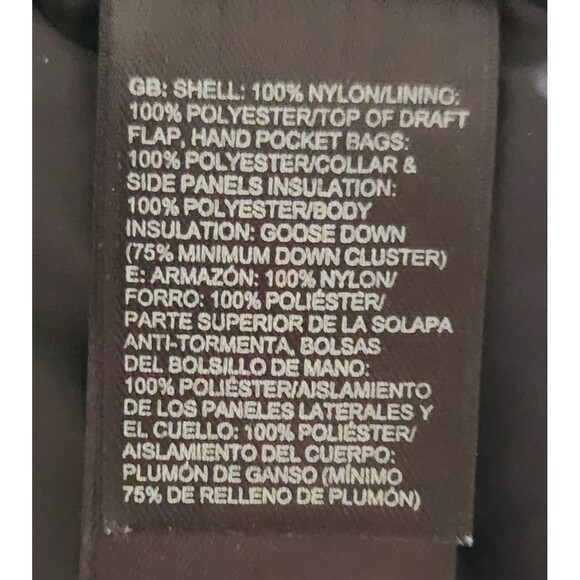 GB: SHELL: 100% NYLON/LINING:
100% POLYESTER/TOP OF DRAFT
FLAP, HAND POCKET BAGS:
100% POLYESTER/COLLAR &
SIDE PANELS INSULATION:
100% POLYESTER/BODY
INSULATION: GOOSE DOWN
(75% MINIMUM DOWN CLUSTER)
E: ARMAZÓN: 100% NYLON/
FORRO: 100% POLIÉSTER/
PARTE SUPERIOR DE LA SOLAPA
ANTI-TORMENTA, BOLSAS
DEL BOLSILLO DE MANO:
100% POLIÉSTER/AISLAMIENTO
DE LOS PANELES LATERALES Y
EL CUELLO: 100% POLIÉSTER/
AISLAMIENTO DEL CUERPO:
PLUMÓN DE GANSO (MÍNIMO
75% DE RELLENO DE PLUMÓN)